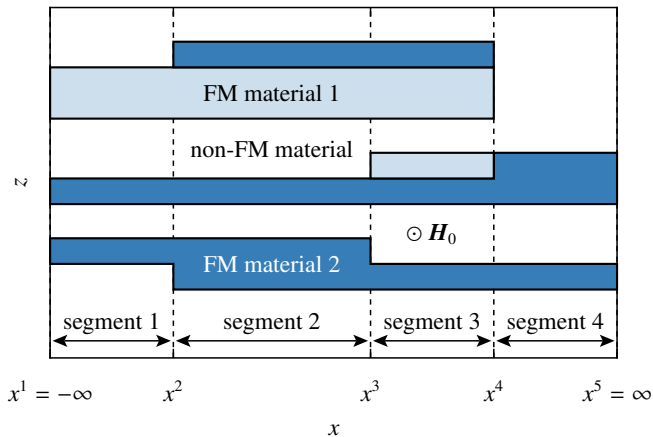 FM material 1
non-FM material
z
⊙ H₀
FM material 2
segment 1 segment 2 segment 3 segment 4
x¹ = −∞ x² x³ x⁴ x⁵ = ∞
x